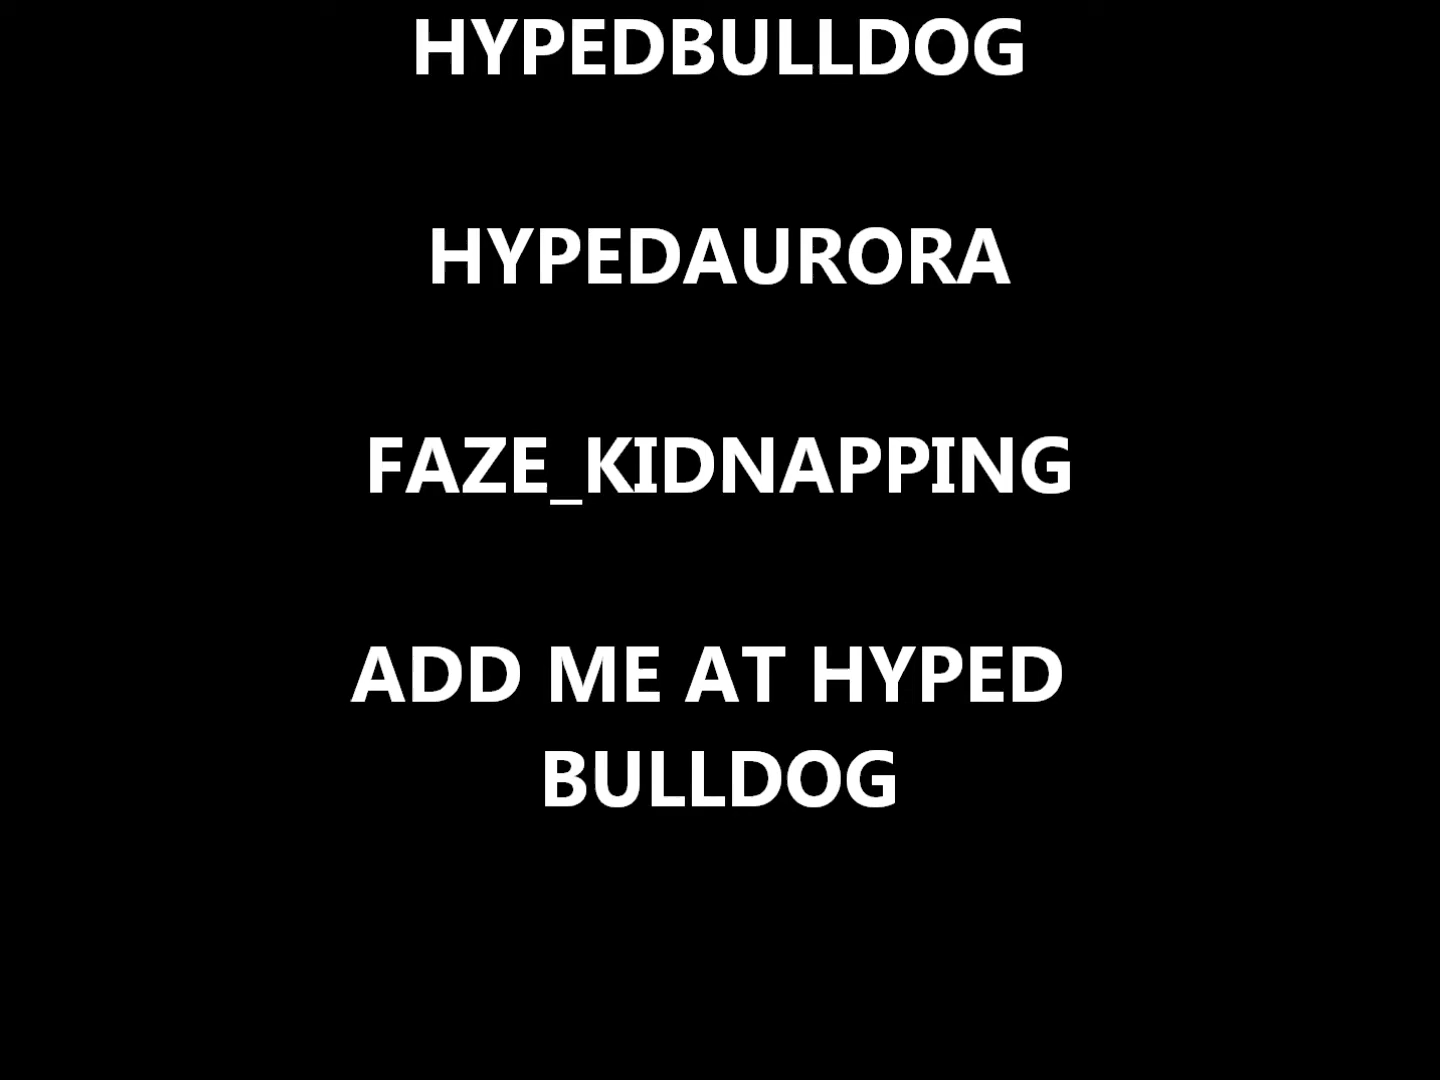 HYPEDBULLDOG
HYPEDAURORA
FAZE_KIDNAPPING
ADD ME AT HYPED
BULLDOG